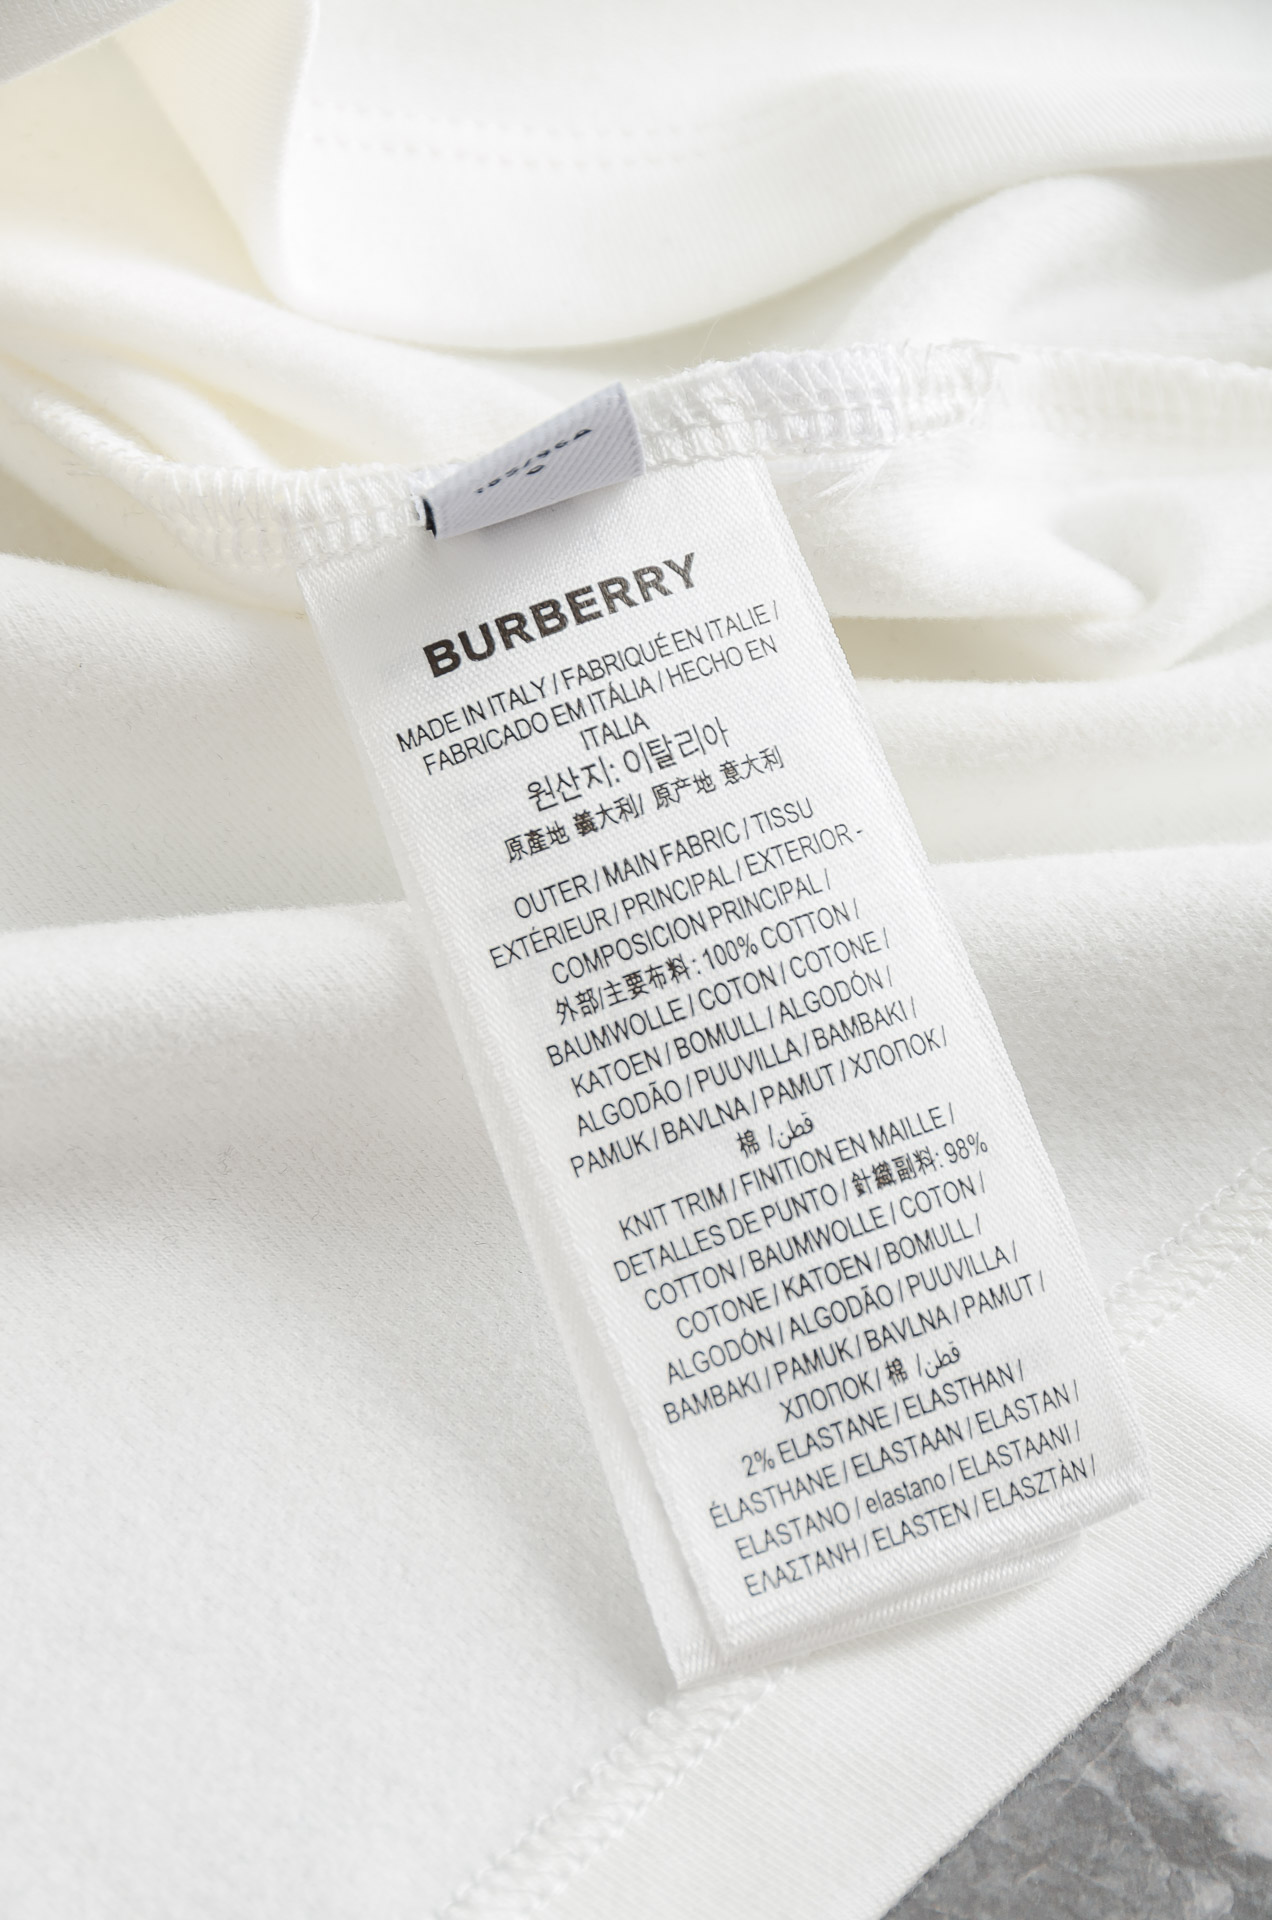 BURBERRY
MADE IN ITALY / FABRIQUÉ EN ITALIE /
FABRICADO EM ITÁLIA / HECHO EN
ITALIA
원산지: 이탈리아
原產地 義大利/ 原产地 意大利
OUTER / MAIN FABRIC / TISSU
EXTÉRIEUR / PRINCIPAL / EXTERIOR -
COMPOSICION PRINCIPAL /
外部/主要布料: 100% COTTON /
BAUMWOLLE / COTON / COTONE /
KATOEN / BOMULL / ALGODÓN /
ALGODÃO / PUUVILLA / BAMBAKI /
PAMUK / BAVLNA / PAMUT / ХЛОПОК /
棉 / قطن
KNIT TRIM / FINITION EN MAILLE /
DETALLES DE PUNTO / 針織副料: 98%
COTTON / BAUMWOLLE / COTON /
COTONE / KATOEN / BOMULL /
ALGODÓN / ALGODÃO / PUUVILLA /
BAMBAKI / PAMUK / BAVLNA / PAMUT /
ХЛОПОК / 棉 / قطن
2% ELASTANE / ELASTHAN /
ÉLASTHANE / ELASTAAN / ELASTAN /
ELASTANO / elastano / ELASTAANI /
ΕΛΑΣΤΑΝΗ / ELASTEN / ELASZTÀN /